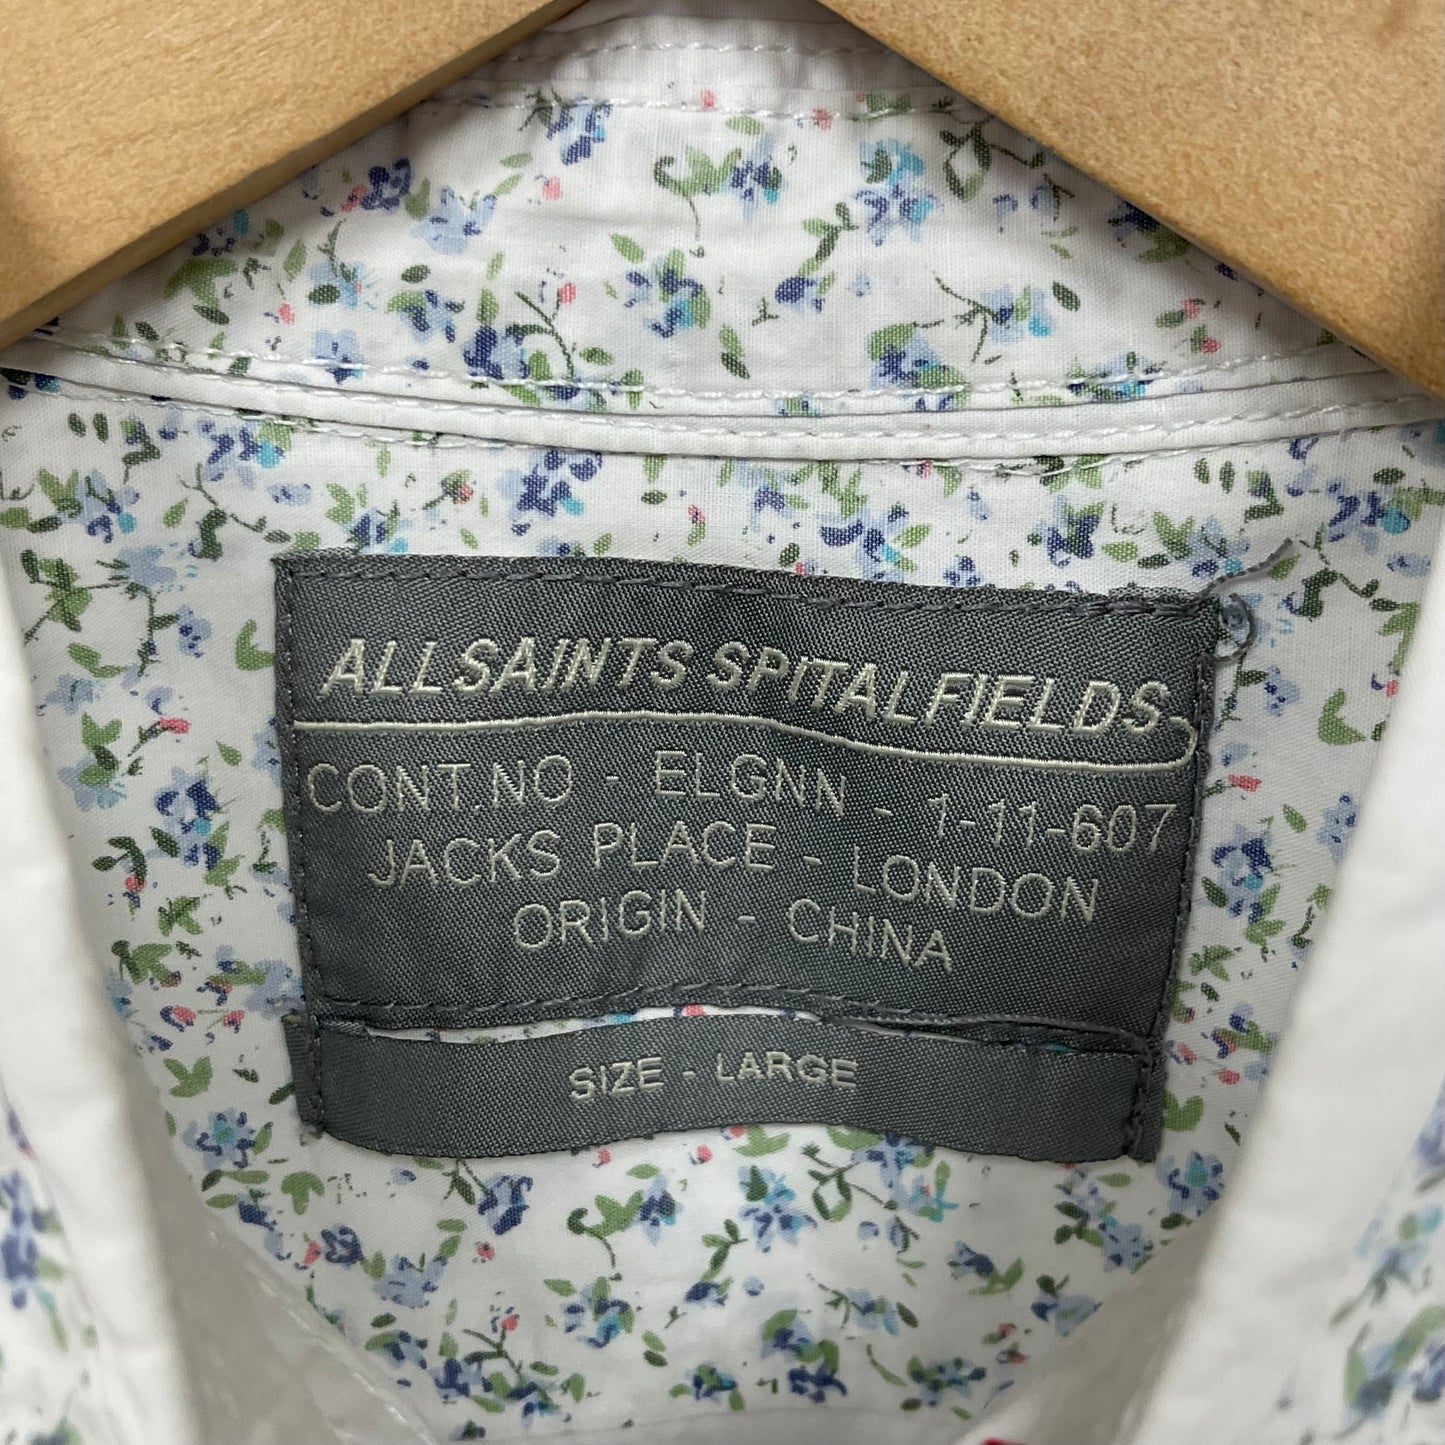 ALLSAINTS SPITALFIELDS
CONT.NO - ELGNN - 1-11-607
JACKS PLACE - LONDON
ORIGIN - CHINA
SIZE - LARGE